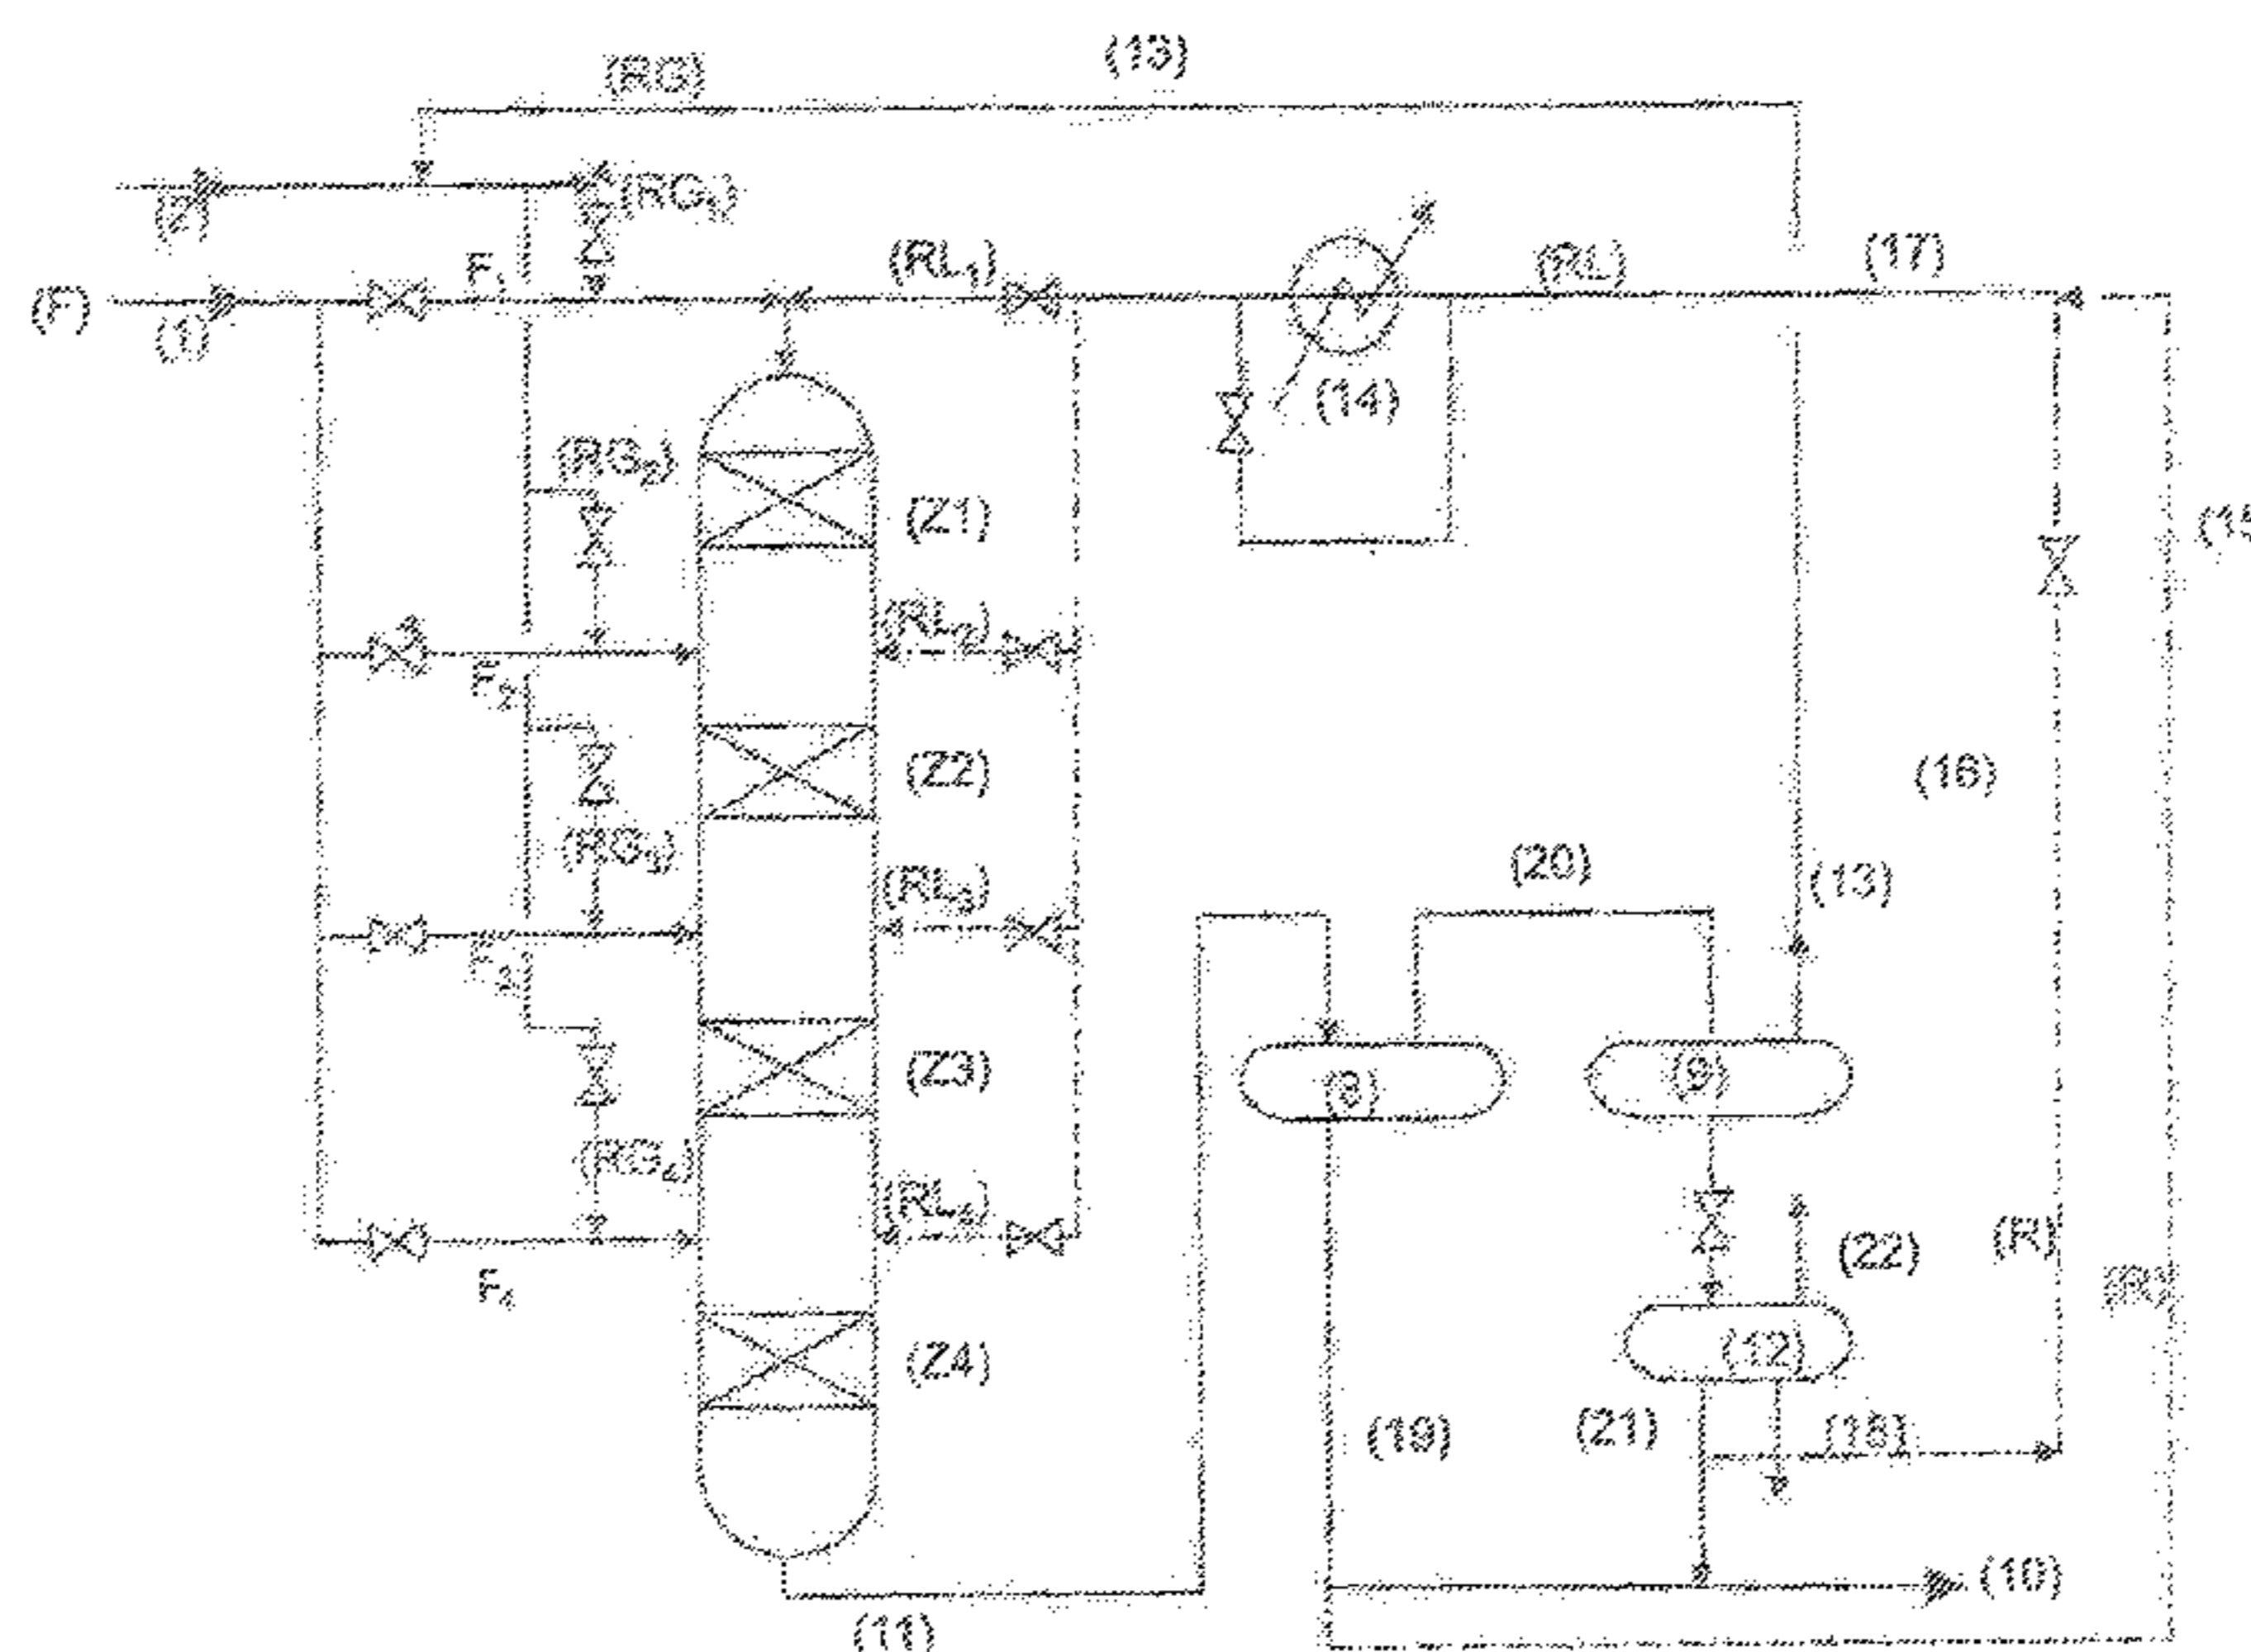 (13)
(RG)
(2)
(RG₁)
(F)
(1)
F₁
(RL₁)
(RL)
(17)
(14)
(RG₂)
(Z1)
(15
(RL₂)
F₂
(Z2)
(16)
(RG₃)
(RL₃)
(20)
(13)
(Z3)
(8)
(9)
(RG₄)
(RL₄)
(22)
(R)
F₄
(Z4)
(12)
(19)
(21)
(18)
(10)
(11)